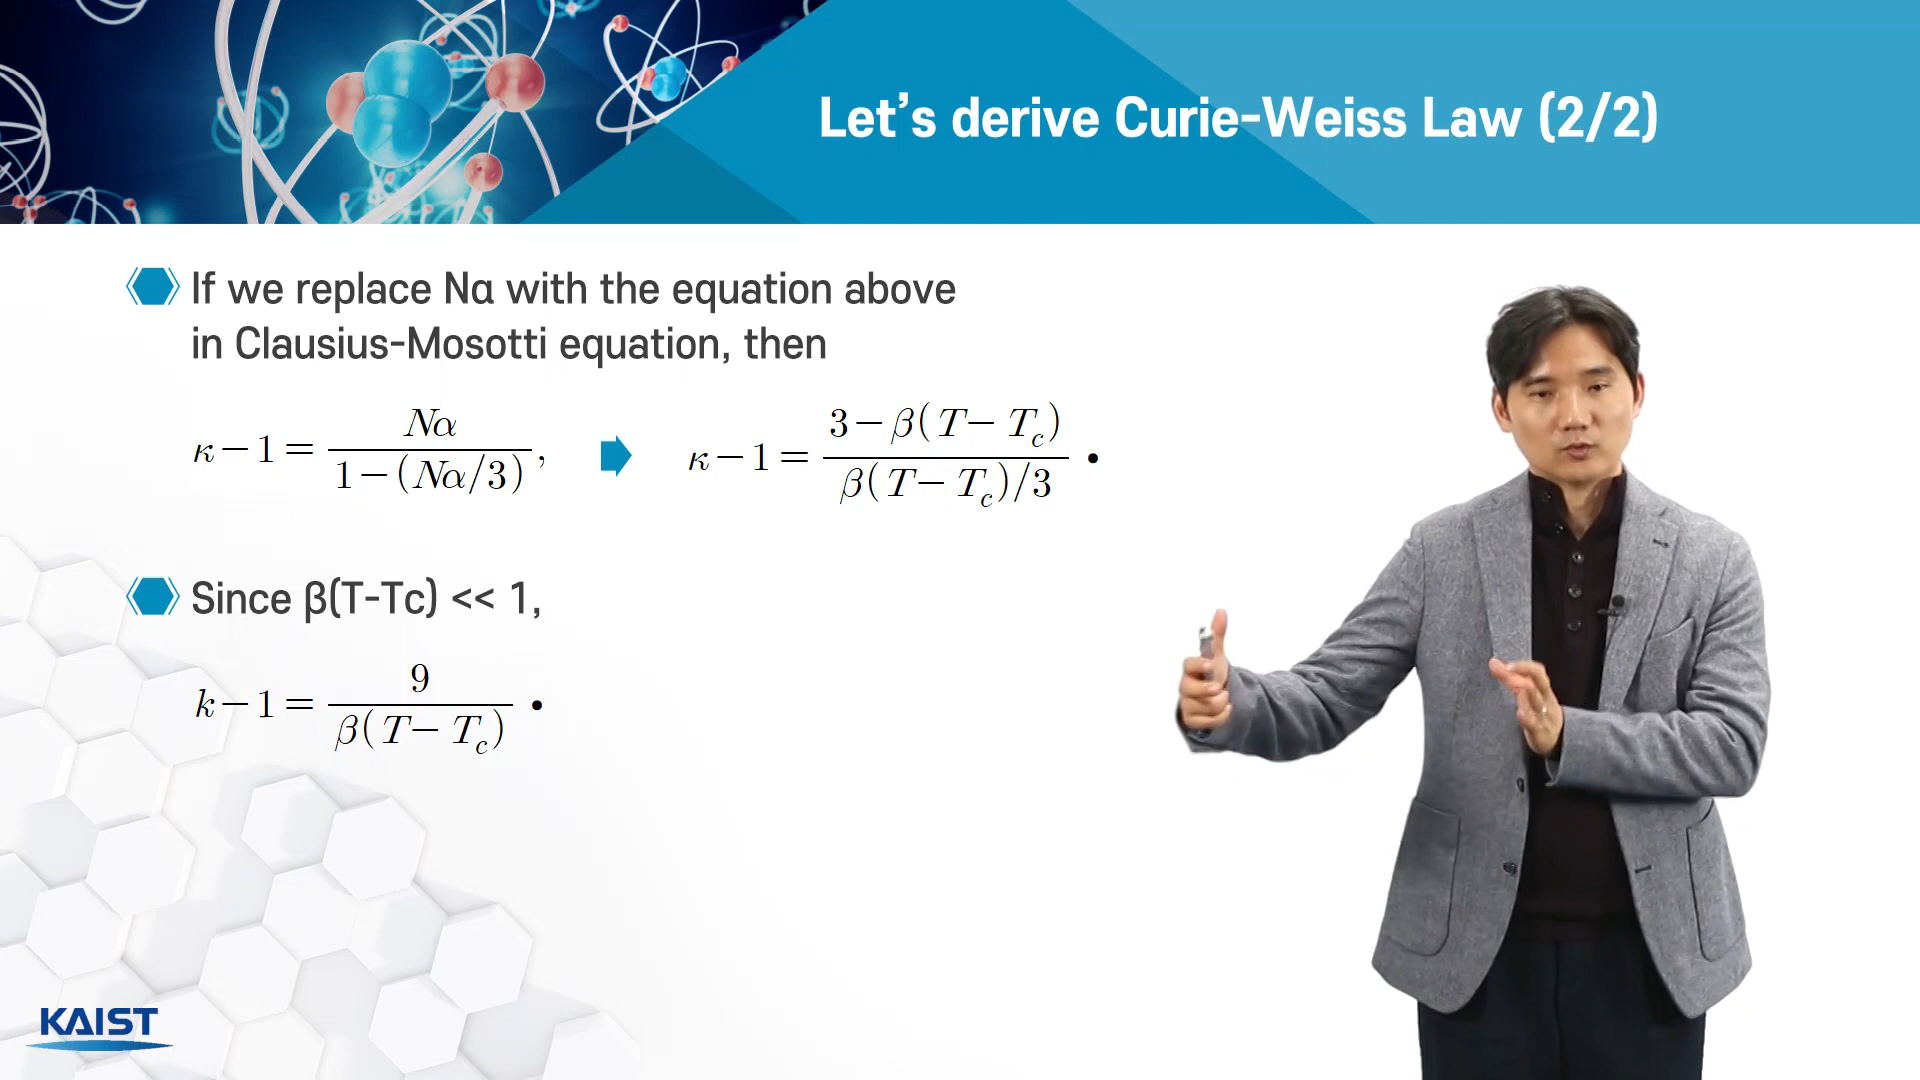 Let's derive Curie-Weiss Law (2/2)
If we replace Nα with the equation above
in Clausius-Mosotti equation, then
κ − 1 = Nα / (1 − (Nα/3)), κ − 1 = (3 − β(T − T_c)) / (β(T − T_c)/3) •
Since β(T-Tc) << 1,
k − 1 = 9 / (β(T − T_c)) •
KAIST